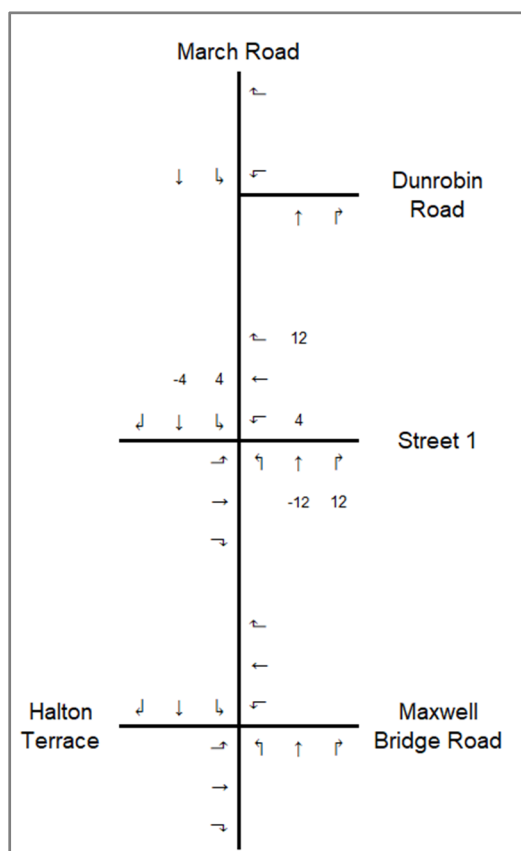 March Road
Dunrobin
Road
12
-4 4
4
Street 1
-12 12
Halton
Terrace
Maxwell
Bridge Road